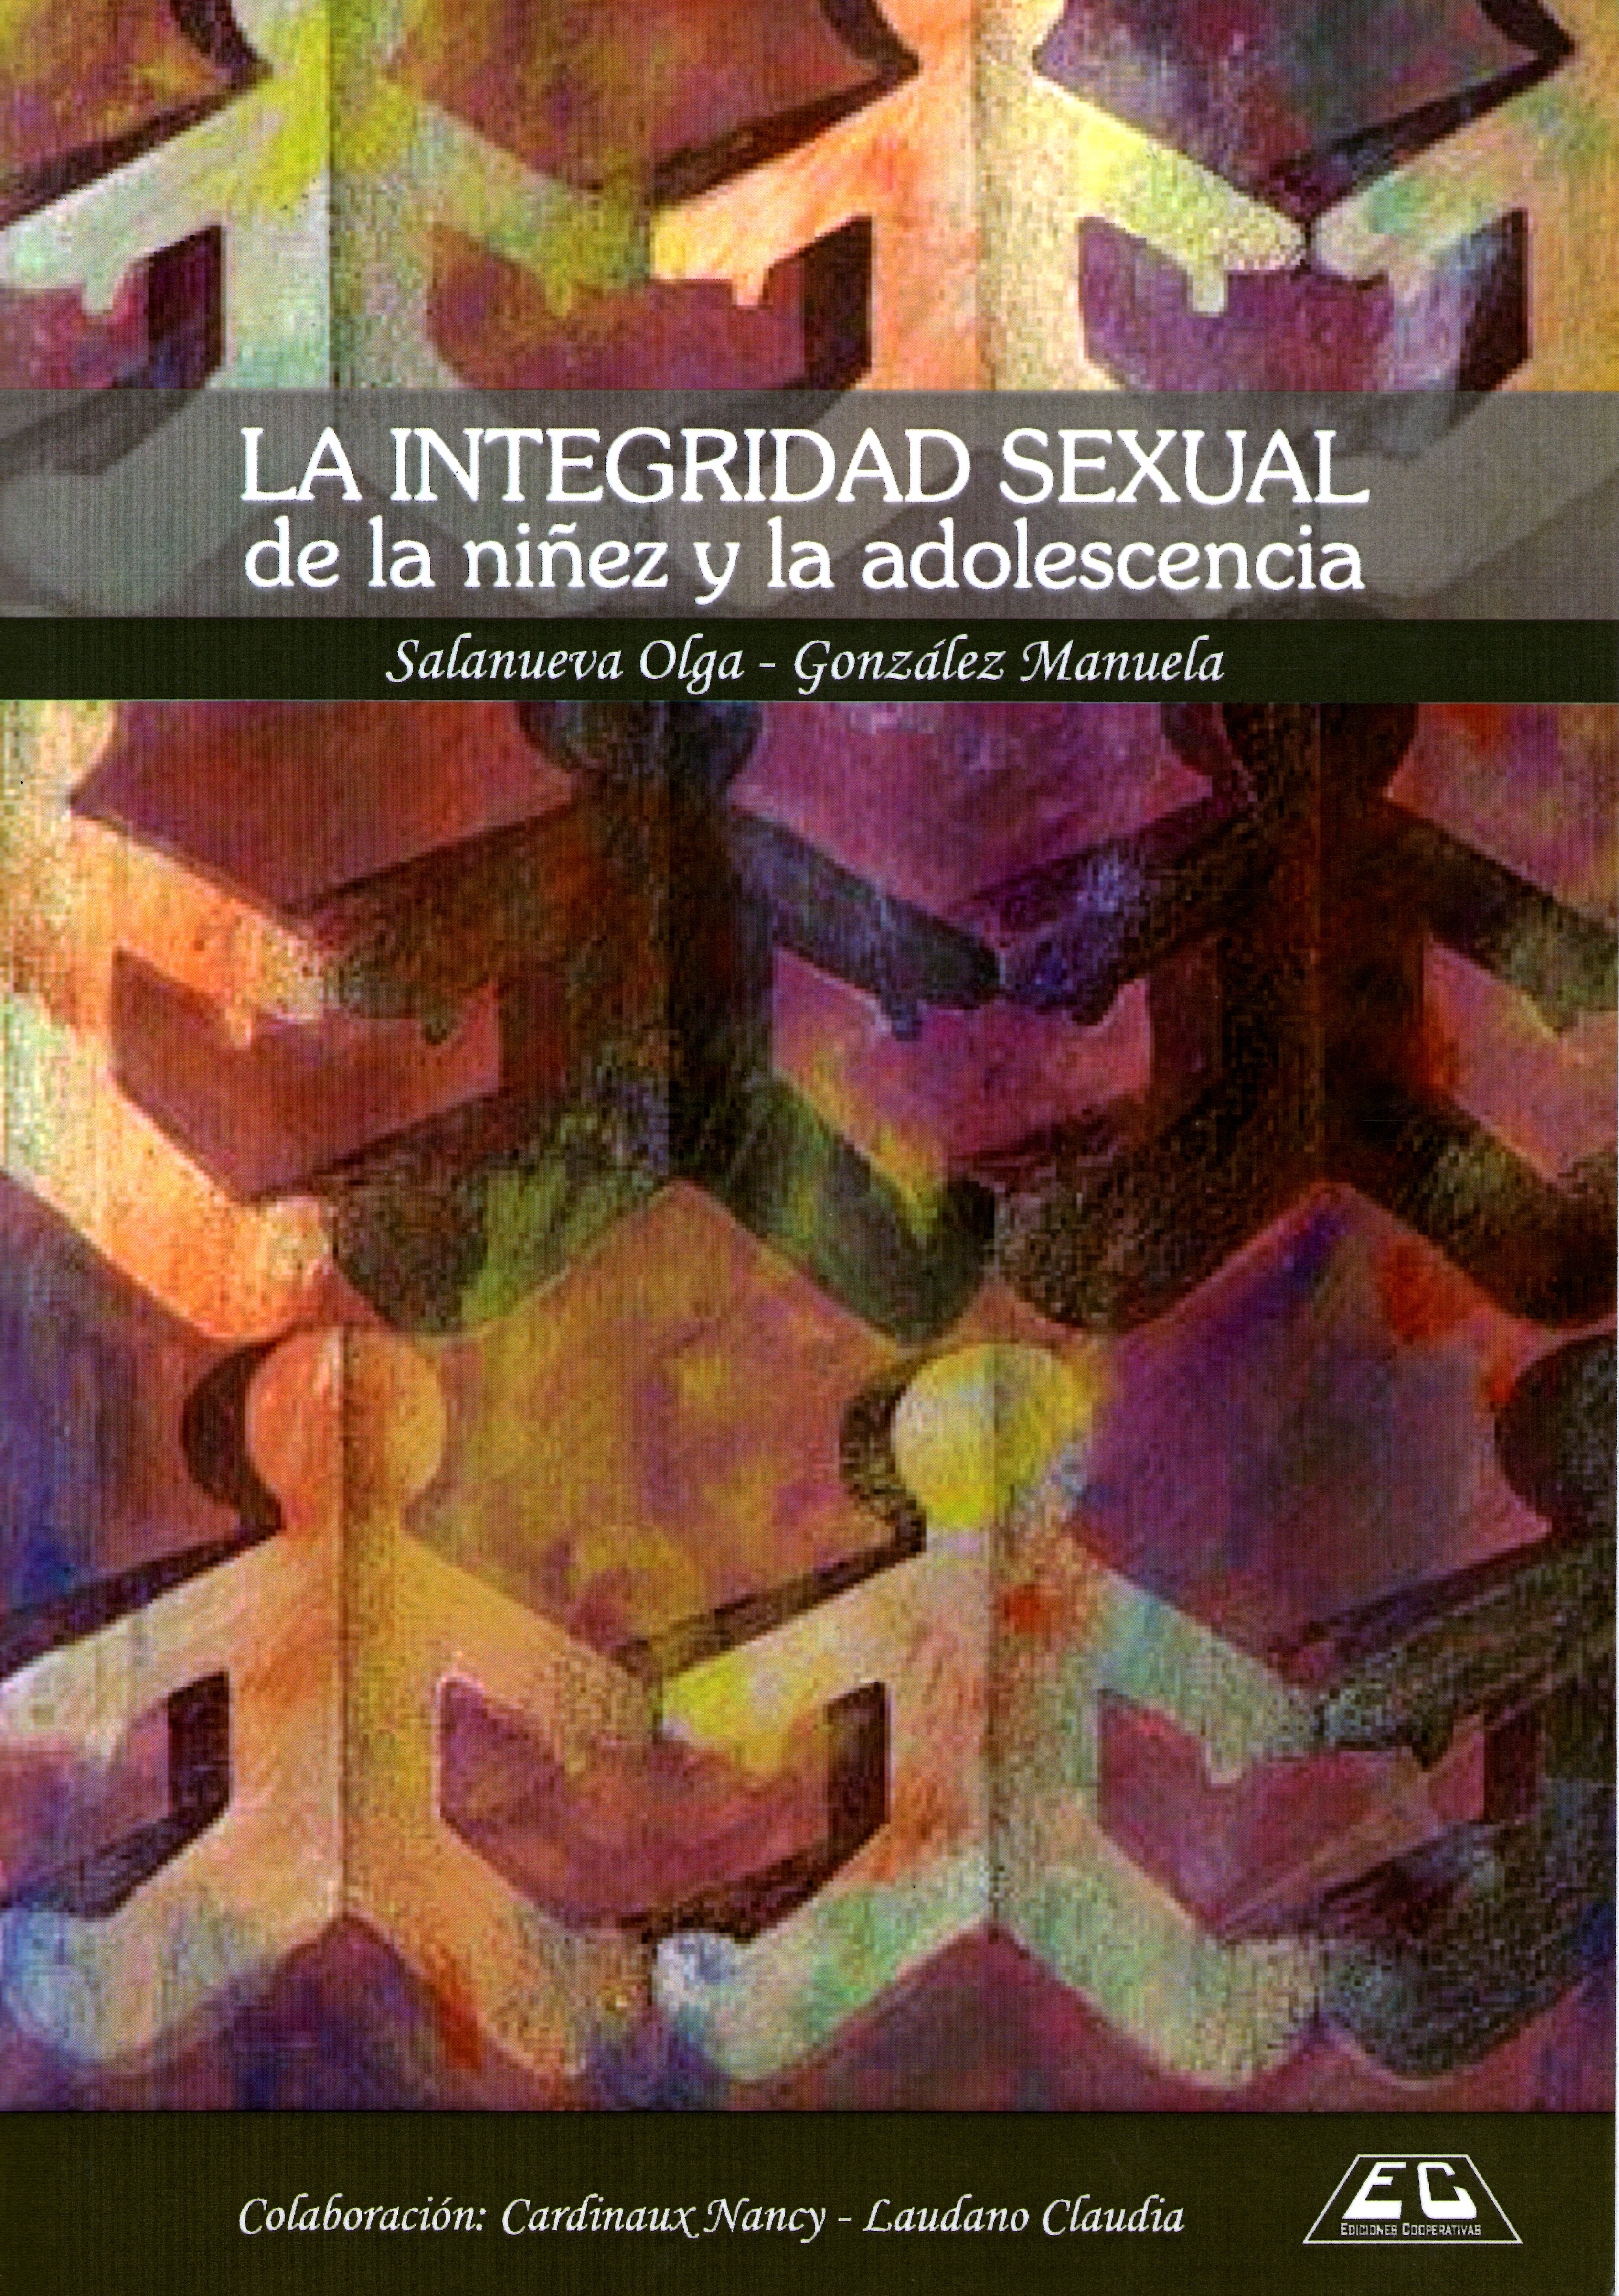 LA INTEGRIDAD SEXUAL
de la niñez y la adolescencia
Salanueva Olga - González Manuela
Colaboración: Cardinaux Nancy - Laudano Claudia
EC
EDICIONES COOPERATIVAS